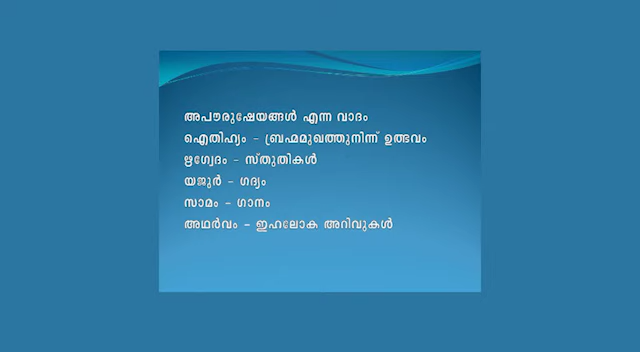 അപൗരുഷേയങ്ങൾ എന്ന വാദം
ഐതിഹ്യം – ബ്രഹ്മമുഖത്തുനിന്ന് ഉത്ഭവം
ഋഗ്വേദം – സ്തുതികൾ
യജുർ – ഗദ്യം
സാമം – ഗാനം
അഥർവം – ഇഹലോക അറിവുകൾ